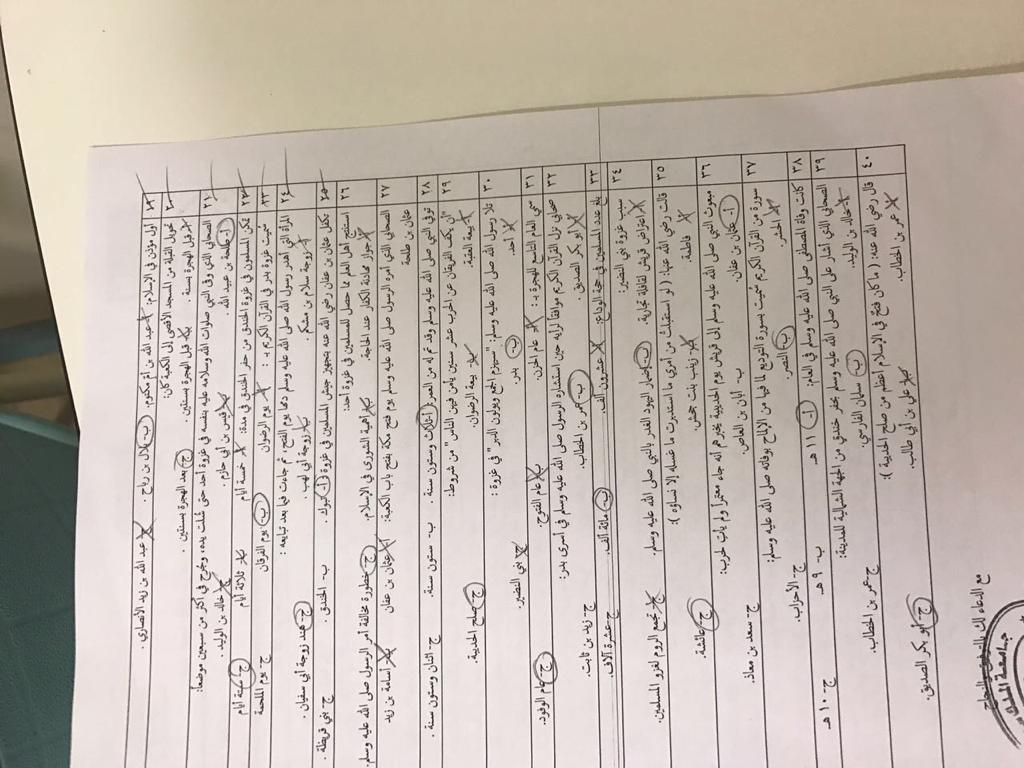 ١٩ أول مؤذن في الإسلام: أ- عبد الله بن أم مكتوم. ب- بلال بن رباح . ج- عبد الله بن زيد الأنصاري .
٢٠ تحويل القبلة من المسجد الأقصى إلى الكعبة كان:
أ- قبل الهجرة بسنة . ب- قبل الهجرة بسنتين . ج- بعد الهجرة بسنتين .
٢١ الصحابي الذي وقى النبي صلوات الله وسلامه عليه بنفسه في غزوة أحد حتى شُلت يده، وجُرح في أكثر من سبعين موضعاً:
أ- طلحة بن عبيد الله . ب- قيس بن أبي حازم . ج- خالد بن الوليد .
٢٢ تمكن المسلمون في غزوة الخندق من حفر الخندق في مدة: أ- خمسة أيام ب- ثلاثة أيام ج- ستة أيام
٢٣ سُميت غزوة بدر في القرآن الكريم بـ : أ- يوم الرضوان ب- يوم الفرقان ج- يوم الملحمة
٢٤ المرأة التي أهدر رسول الله صلى الله عليه وسلم دمها يوم الفتح، ثم جاءت فيما بعد تبايعه :
أ- زوجة سلام بن مشكم . ب- زوجة أبي لهب . ج- هند زوجة أبي سفيان .
٢٥ تكفل عثمان بن عفان رضي الله عنه بتجهيز جيش المسلمين في غزوة : أ- تبوك . ب- الخندق . ج- بني قريظة .
٢٦ استنتج أهل العلم مما حصل للمسلمين في غزوة أحد:
أ- جواز مهادنة الكفار عند الحاجة. ب- أهمية الشورى في الإسلام. ج- خطورة مخالفة أمر الرسول صلى الله عليه وسلم.
٢٧ الصحابي الذي أمره الرسول صلى الله عليه وسلم يوم فتح مكة بفتح باب الكعبة: أ- عثمان بن عفان ب- أسامة بن زيد
عثمان بن طلحة
٢٨ توفي النبي صلى الله عليه وسلم وقد تم له من العمر: أ- ثلاث وستون سنة . ب- ستون سنة. ج- اثنان وستون سنة .
٢٩ "أن يكف الفريقان عن الحرب عشر سنين يأمن فيهن الناس" من شروط:
أ- بيعة العقبة. ب- بيعة الرضوان. ج- صلح الحديبية.
٣٠ تلا رسول الله صلى الله عليه وسلم: "سيهزم الجمع ويولون الدبر" في غزوة :
أ- أحد. ب- بدر. ج- بني النضير.
٣١ سمي العام التاسع للهجرة بـ : أ- عام الحزن. ب- عام الفتوح. ج- عام الوفود.
٣٢ صحابي نزل القرآن الكريم موافقاً لرأيه حين استشاره الرسول صلى الله عليه وسلم في أسرى بدر:
أ- أبو بكر الصديق . ب- عمر بن الخطاب. ج- زيد بن ثابت.
٣٣ بلغ عدد المسلمين في حجة الوداع: أ- عشرون ألف. ب- مائة ألف. ج- عشرة آلاف.
٣٤ سبب غزوة بني النضير:
أ- اعتراض قريش لقافلة تجارية. ب- إضمار اليهود الغدر بالنبي صلى الله عليه وسلم. ج- تجمع الروم لغزو المسلمين.
٣٥ قالت رضي الله عنها: ( لو استقبلتُ من أمري ما استدبرت ما غسله إلا نساؤه ):
أ- فاطمة. ب- زينب بنت جحش. ج- عائشة.
٣٦ مبعوث النبي صلى الله عليه وسلم إلى قريش يوم الحديبية يخبرهم أنه جاء معتمراً ولم يأت لحرب:
أ- عثمان بن عفان. ب- أبان بن العاص. ج- سعد بن معاذ.
٣٧ سورة من القرآن الكريم سُميت بسورة التوديع لما فيها من الإلماح بوفاته صلى الله عليه وسلم:
أ- الحشر. ب- النصر. ج- الأحزاب.
٣٨ كانت وفاة المصطفى صلى الله عليه وسلم في العام: أ- ١١ هـ ب- ٩ هـ ج- ١٠ هـ
٣٩ الصحابي الذي أشار على النبي صلى الله عليه وسلم بحفر خندق من الجهة الشمالية للمدينة:
أ- خالد بن الوليد. ب- سلمان الفارسي. ج- عمر بن الخطاب.
٤٠ قال رضي الله عنه: ( ما كان فتحٌ في الإسلام أعظم من صلح الحديبية ):
أ- عمر بن الخطاب. ب- علي بن أبي طالب. ج- أبو بكر الصديق.
مع الدعاء لك بالتوفيق والنجاح
جامعة الملك